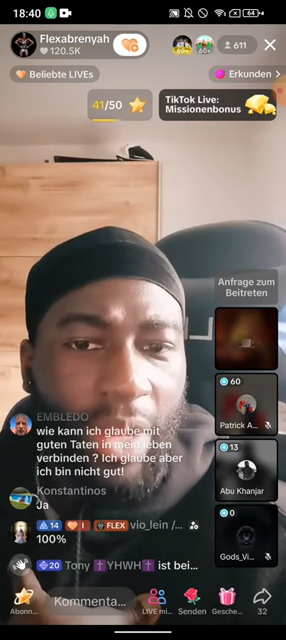 18:40
64
Flexabrenyah
120.5K
60+
60+
611
Beliebte LIVEs
Erkunden
41/50
TikTok Live:
Missionenbonus
Anfrage zum
Beitreten
60
Patrick A...
13
Abu Khanjar
0
Gods_Vi...
EMBLEDO
wie kann ich glaube mit
guten Taten in mein leben
verbinden ? Ich glaube aber
ich bin nicht gut!
Konstantinos
Ja
14 I FLEX vio_lein /...
100%
20 Tony ✝️YHWH✝️ ist bei...
Abonn...
Kommenta...
LIVE mi...
Senden
Gesche...
32